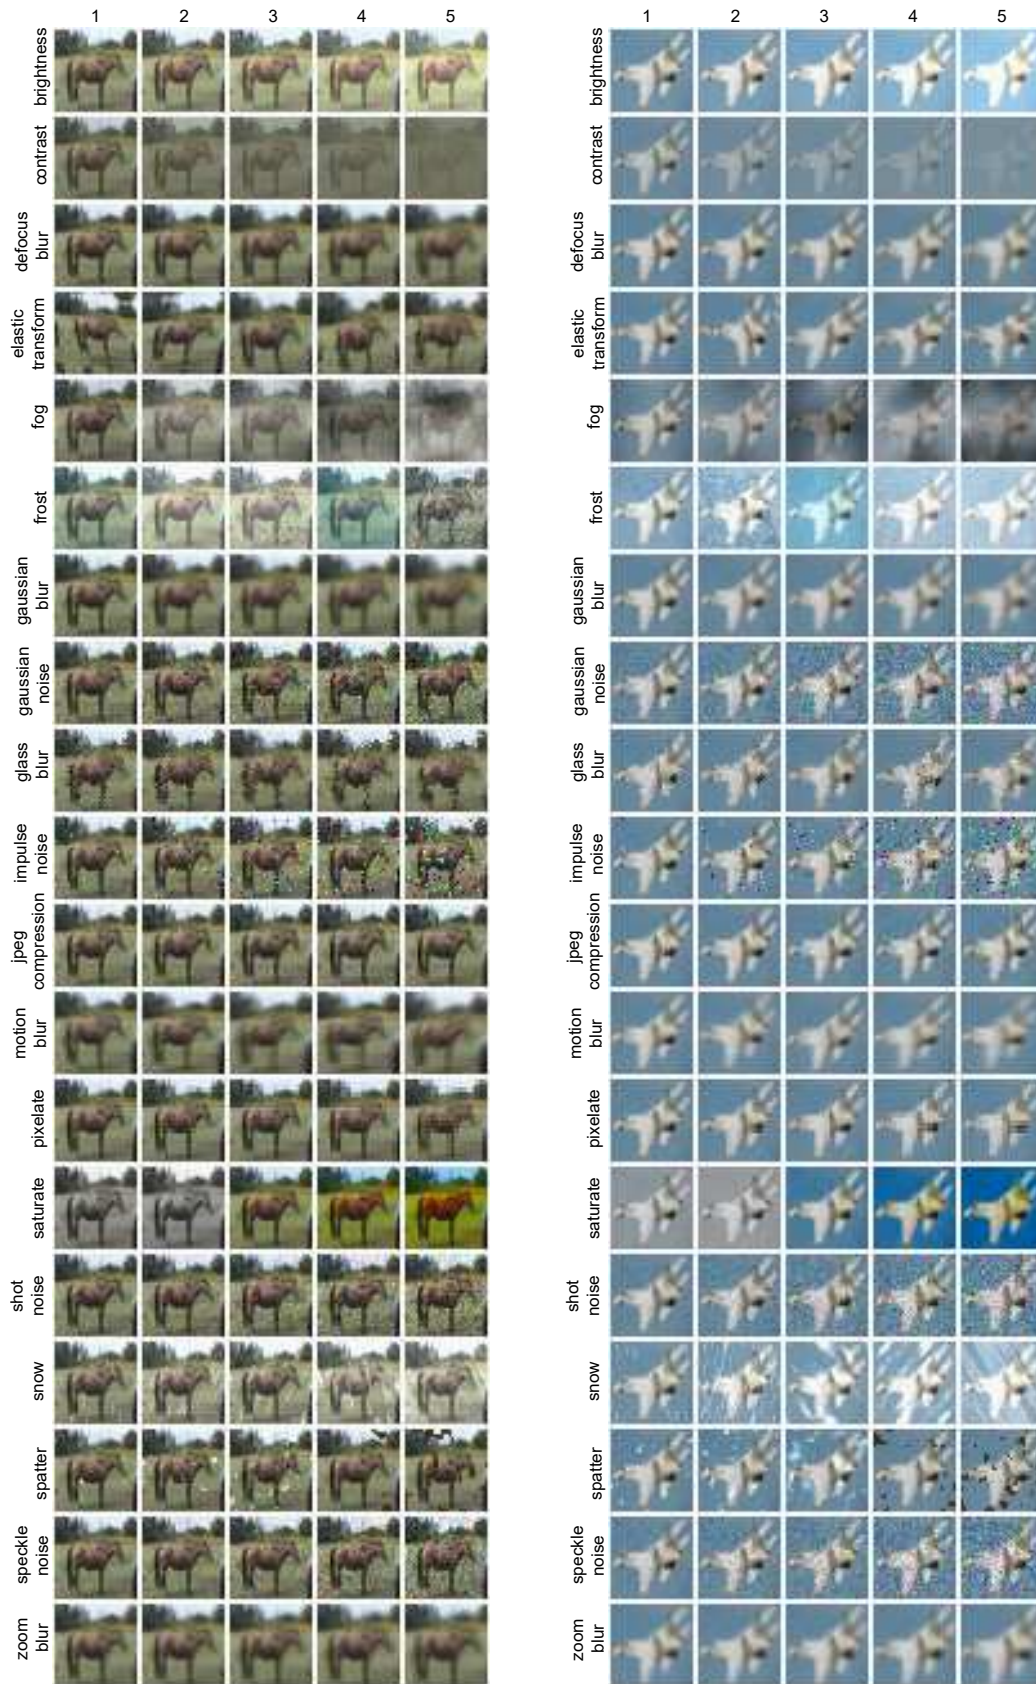 1 2 3 4 5
brightness
contrast
defocus
blur
elastic
transform
fog
frost
gaussian
blur
gaussian
noise
glass
blur
impulse
noise
jpeg
compression
motion
blur
pixelate
saturate
shot
noise
snow
spatter
speckle
noise
zoom
blur
1 2 3 4 5
brightness
contrast
defocus
blur
elastic
transform
fog
frost
gaussian
blur
gaussian
noise
glass
blur
impulse
noise
jpeg
compression
motion
blur
pixelate
saturate
shot
noise
snow
spatter
speckle
noise
zoom
blur